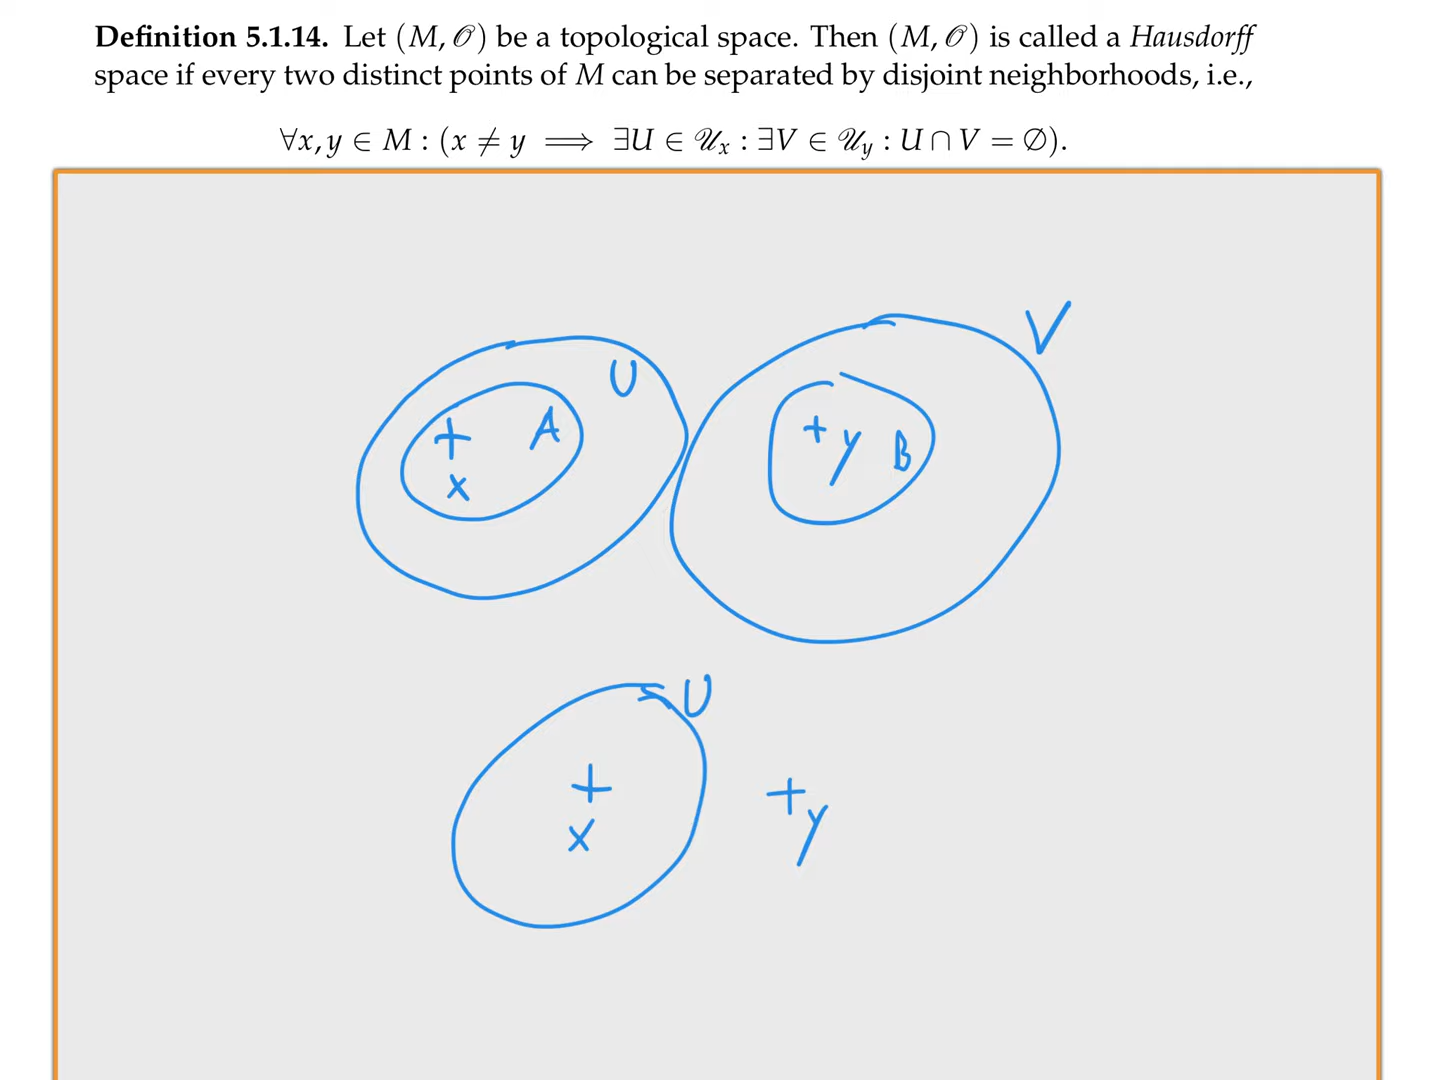 Definition 5.1.14. Let (M, 𝒪) be a topological space. Then (M, 𝒪) is called a Hausdorff
space if every two distinct points of M can be separated by disjoint neighborhoods, i.e.,
∀x, y ∈ M : (x ≠ y ⟹ ∃U ∈ 𝒰ₓ : ∃V ∈ 𝒰_y : U ∩ V = ∅).
V
U
+ A + y B
x
U
+ + y
x